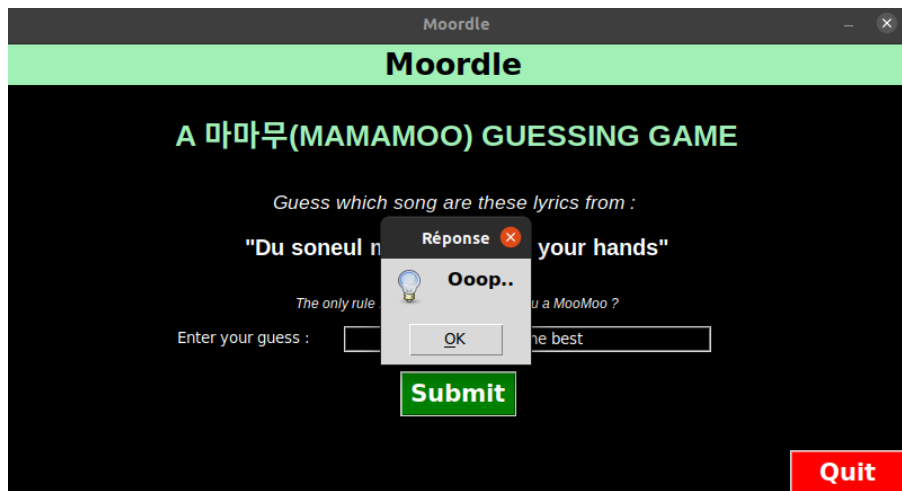 Moordle
Moordle
A 마마무(MAMAMOO) GUESSING GAME
Guess which song are these lyrics from :
"Du soneul your hands"
Réponse
Ooop..
OK
The only rule u a MooMoo ?
Enter your guess : best
Submit
Quit